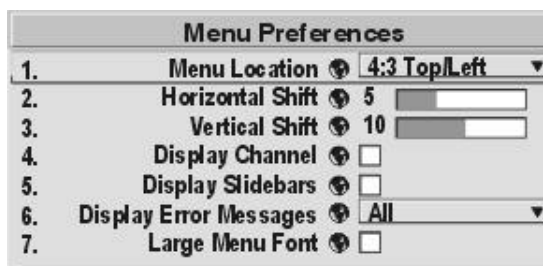 Menu Preferences
1. Menu Location 4:3 Top/Left
2. Horizontal Shift 5
3. Vertical Shift 10
4. Display Channel
5. Display Slidebars
6. Display Error Messages All
7. Large Menu Font